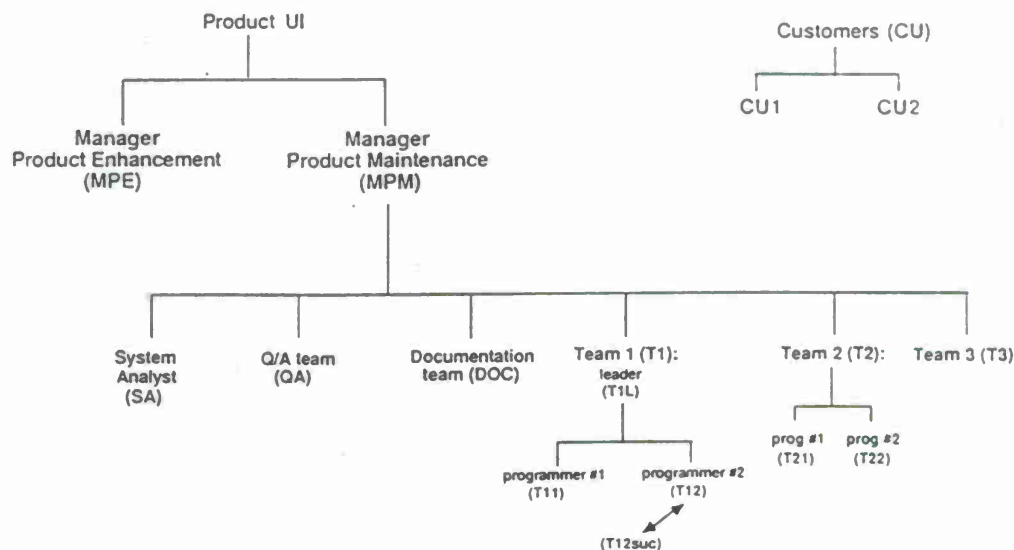 Product UI
Customers (CU)
CU1
CU2
Manager
Product Enhancement
(MPE)
Manager
Product Maintenance
(MPM)
System
Analyst
(SA)
Q/A team
(QA)
Documentation
team (DOC)
Team 1 (T1):
leader
(T1L)
Team 2 (T2):
Team 3 (T3)
programmer #1
(T11)
programmer #2
(T12)
prog #1
(T21)
prog #2
(T22)
(T12suc)